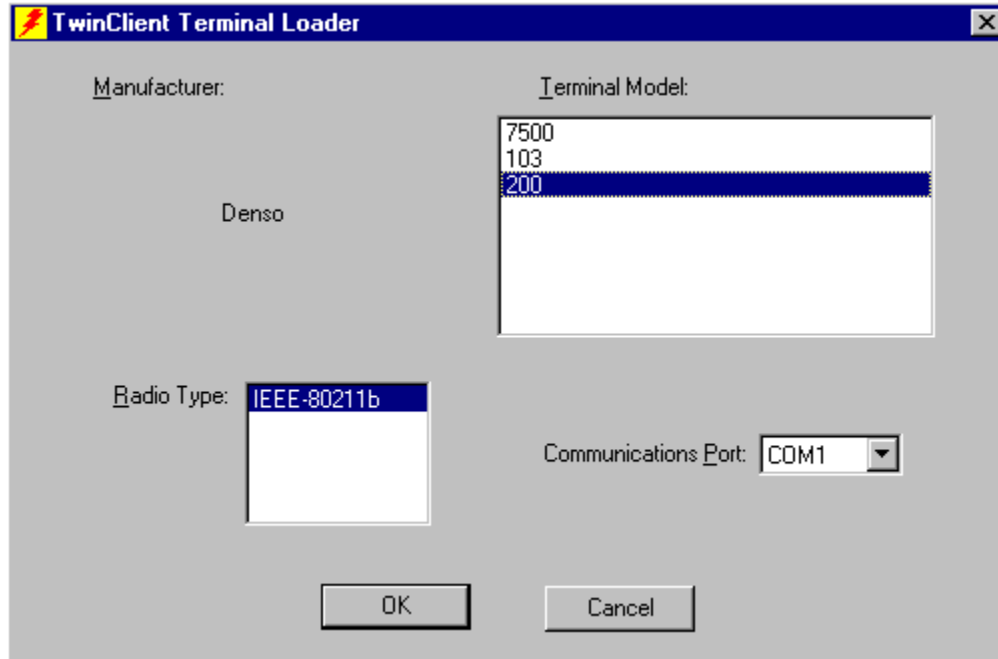 TwinClient Terminal Loader
Manufacturer:
Terminal Model:
7500
103
200
Denso
Radio Type:
IEEE-80211b
Communications Port:
COM1
OK
Cancel